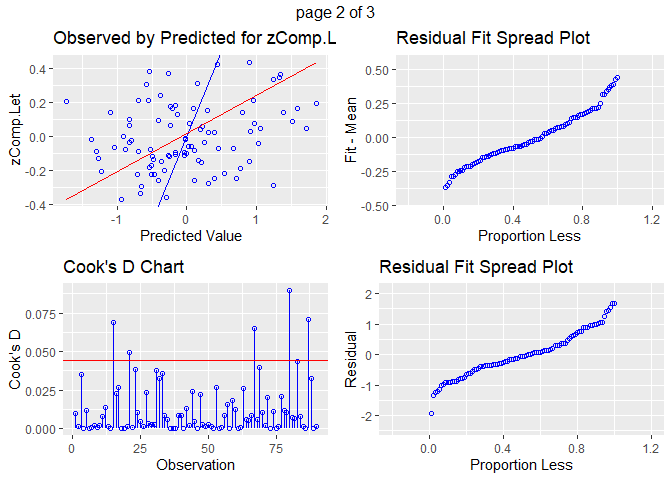 page 2 of 3
Observed by Predicted for zComp.L
zComp.Let
0.4
0.2
0.0
-0.2
-0.4
-1
0
1
2
Predicted Value
Residual Fit Spread Plot
Fit - Mean
0.50
0.25
0.00
-0.25
-0.50
0.0
0.4
0.8
1.2
Proportion Less
Cook's D Chart
Cook's D
0.075
0.050
0.025
0.000
0
25
50
75
Observation
Residual Fit Spread Plot
Residual
2
1
0
-1
-2
0.0
0.4
0.8
1.2
Proportion Less